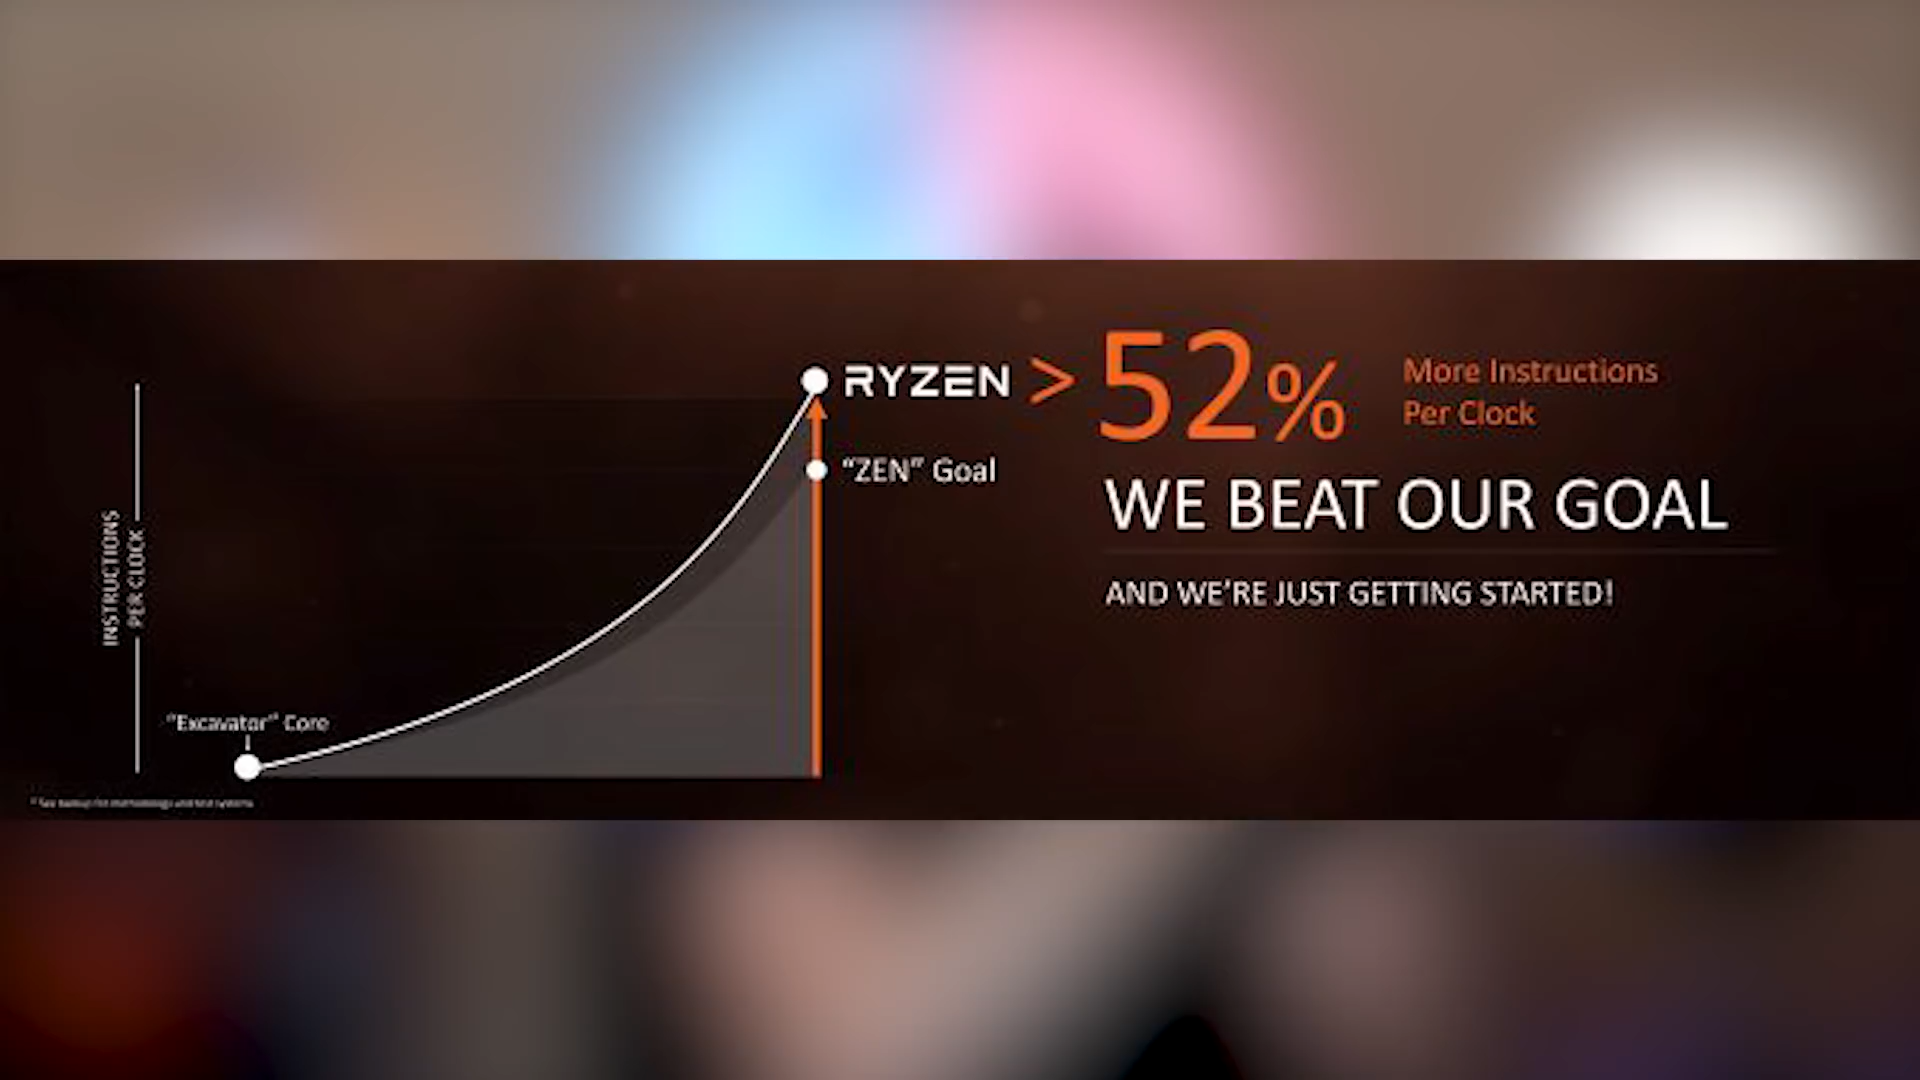 RYZEN > 52% More Instructions
Per Clock
"ZEN" Goal
WE BEAT OUR GOAL
AND WE'RE JUST GETTING STARTED!
INSTRUCTIONS
PER CLOCK
"Excavator" Core